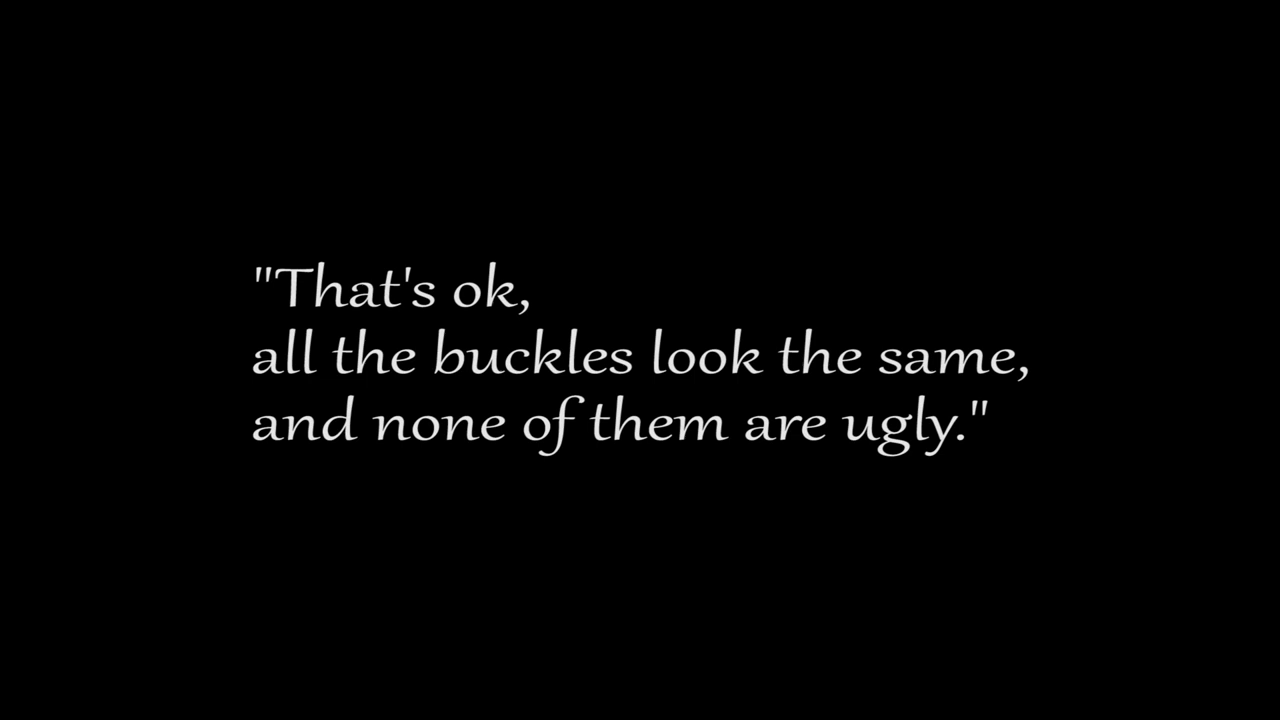 "That's ok,
all the buckles look the same,
and none of them are ugly."